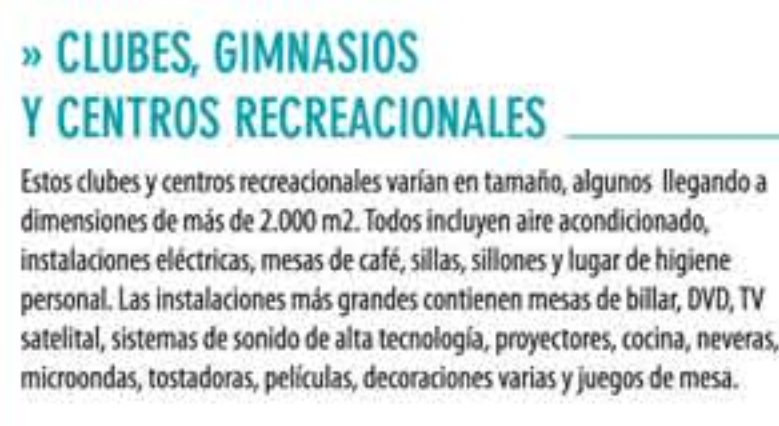 » CLUBES, GIMNASIOS
Y CENTROS RECREACIONALES
Estos clubes y centros recreacionales varían en tamaño, algunos llegando a
dimensiones de más de 2.000 m2. Todos incluyen aire acondicionado,
instalaciones eléctricas, mesas de café, sillas, sillones y lugar de higiene
personal. Las instalaciones más grandes contienen mesas de billar, DVD, TV
satelital, sistemas de sonido de alta tecnología, proyectores, cocina, neveras,
microondas, tostadoras, películas, decoraciones varias y juegos de mesa.